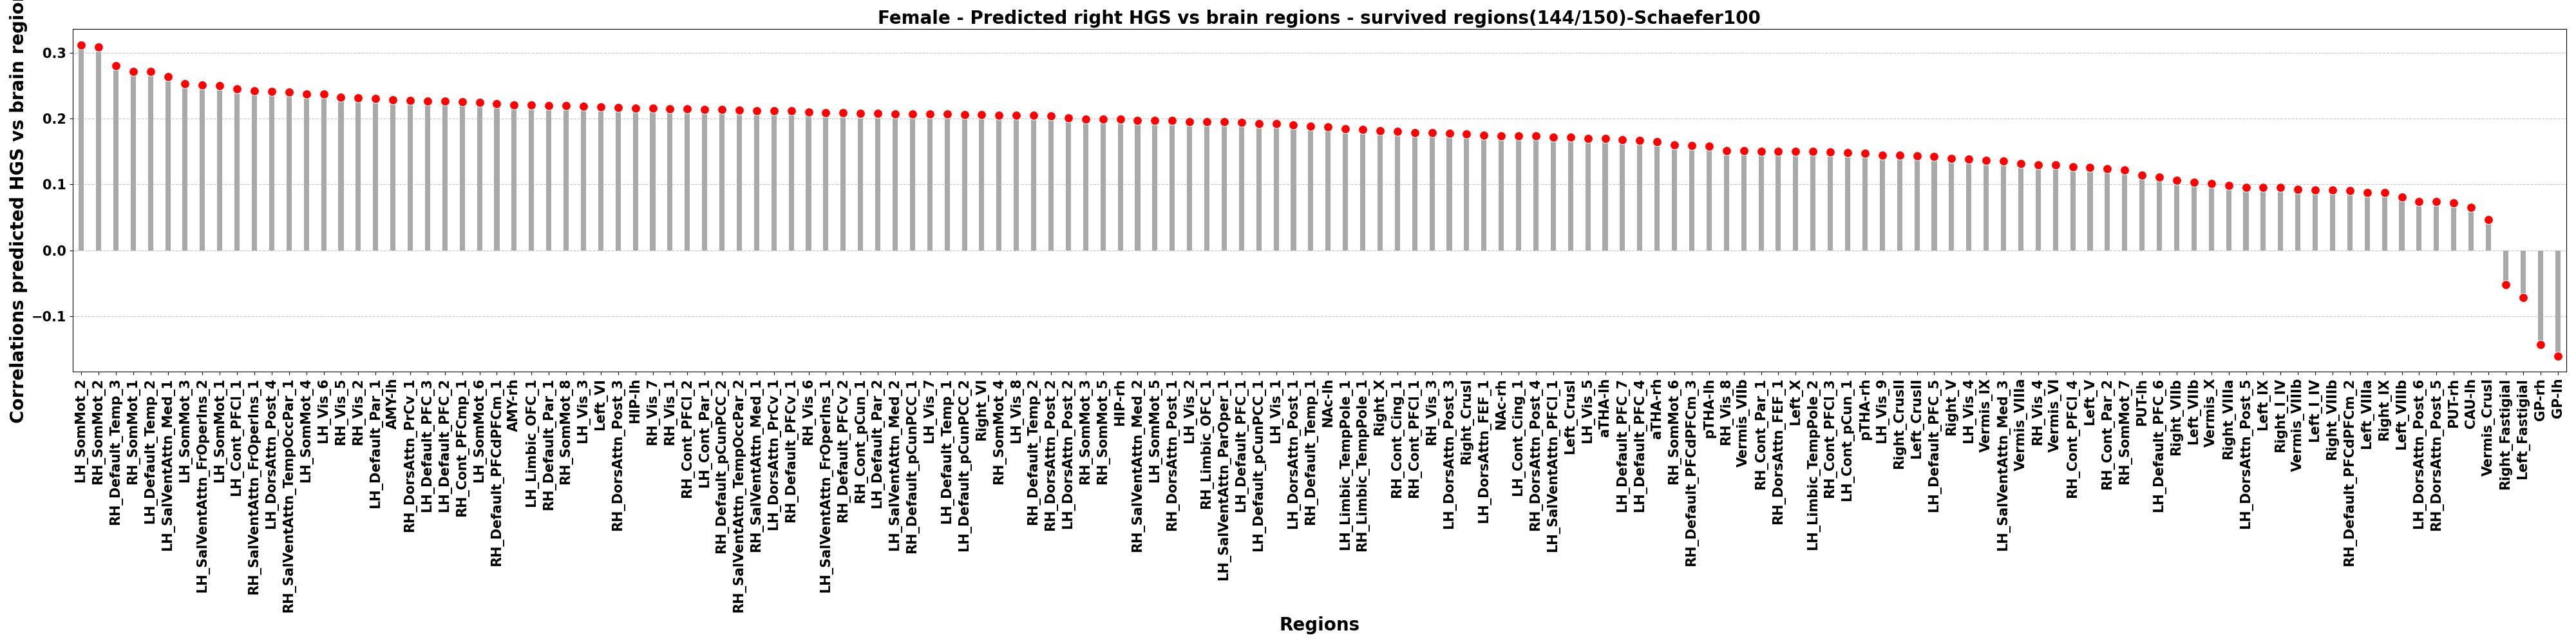 Female - Predicted right HGS vs brain regions - survived regions(144/150)-Schaefer100
Correlations predicted HGS vs brain region
0.3
0.2
0.1
0.0
−0.1
LH_SomMot_2
RH_SomMot_2
RH_Default_Temp_3
RH_SomMot_1
LH_Default_Temp_2
LH_SalVentAttn_Med_1
LH_SomMot_3
LH_SalVentAttn_FrOperIns_2
LH_SomMot_1
LH_Cont_PFCl_1
RH_SalVentAttn_FrOperIns_1
LH_DorsAttn_Post_4
RH_SalVentAttn_TempOccPar_1
LH_SomMot_4
LH_Vis_6
RH_Vis_5
RH_Vis_2
LH_Default_Par_1
AMY-lh
RH_DorsAttn_PrCv_1
LH_Default_PFC_3
LH_Default_PFC_2
RH_Cont_PFCmp_1
LH_SomMot_6
RH_Default_PFCdPFCm_1
AMY-rh
LH_Limbic_OFC_1
RH_Default_Par_1
RH_SomMot_8
LH_Vis_3
Left_VI
RH_DorsAttn_Post_3
HIP-lh
RH_Vis_7
RH_Vis_1
RH_Cont_PFCl_2
LH_Cont_Par_1
RH_Default_pCunPCC_2
RH_SalVentAttn_TempOccPar_2
RH_SalVentAttn_Med_1
LH_DorsAttn_PrCv_1
RH_Default_PFCv_1
RH_Vis_6
LH_SalVentAttn_FrOperIns_1
RH_Default_PFCv_2
RH_Cont_pCun_1
LH_Default_Par_2
LH_SalVentAttn_Med_2
RH_Default_pCunPCC_1
LH_Vis_7
LH_Default_Temp_1
LH_Default_pCunPCC_2
Right_VI
RH_SomMot_4
LH_Vis_8
RH_Default_Temp_2
RH_DorsAttn_Post_2
LH_DorsAttn_Post_2
RH_SomMot_3
RH_SomMot_5
HIP-rh
RH_SalVentAttn_Med_2
LH_SomMot_5
RH_DorsAttn_Post_1
LH_Vis_2
RH_Limbic_OFC_1
LH_SalVentAttn_ParOper_1
LH_Default_PFC_1
LH_Default_pCunPCC_1
LH_Vis_1
LH_DorsAttn_Post_1
RH_Default_Temp_1
NAc-lh
LH_Limbic_TempPole_1
RH_Limbic_TempPole_1
Right_X
RH_Cont_Cing_1
RH_Cont_PFCl_1
RH_Vis_3
LH_DorsAttn_Post_3
Right_CrusI
LH_DorsAttn_FEF_1
NAc-rh
LH_Cont_Cing_1
RH_DorsAttn_Post_4
LH_SalVentAttn_PFCl_1
Left_CrusI
LH_Vis_5
aTHA-lh
LH_Default_PFC_7
LH_Default_PFC_4
aTHA-rh
RH_SomMot_6
RH_Default_PFCdPFCm_3
pTHA-lh
RH_Vis_8
Vermis_VIIb
RH_Cont_Par_1
RH_DorsAttn_FEF_1
Left_X
LH_Limbic_TempPole_2
RH_Cont_PFCl_3
LH_Cont_pCun_1
pTHA-rh
LH_Vis_9
Right_CrusII
Left_CrusII
LH_Default_PFC_5
Right_V
LH_Vis_4
Vermis_IX
LH_SalVentAttn_Med_3
Vermis_VIIIa
RH_Vis_4
Vermis_VI
RH_Cont_PFCl_4
Left_V
RH_Cont_Par_2
RH_SomMot_7
PUT-lh
LH_Default_PFC_6
Right_VIIb
Left_VIIb
Vermis_X
Right_VIIIa
LH_DorsAttn_Post_5
Left_IX
Right_I_IV
Vermis_VIIIb
Left_I_IV
Right_VIIIb
RH_Default_PFCdPFCm_2
Left_VIIIa
Right_IX
Left_VIIIb
LH_DorsAttn_Post_6
RH_DorsAttn_Post_5
PUT-rh
CAU-lh
Vermis_CrusI
Right_Fastigial
Left_Fastigial
GP-rh
GP-lh
Regions